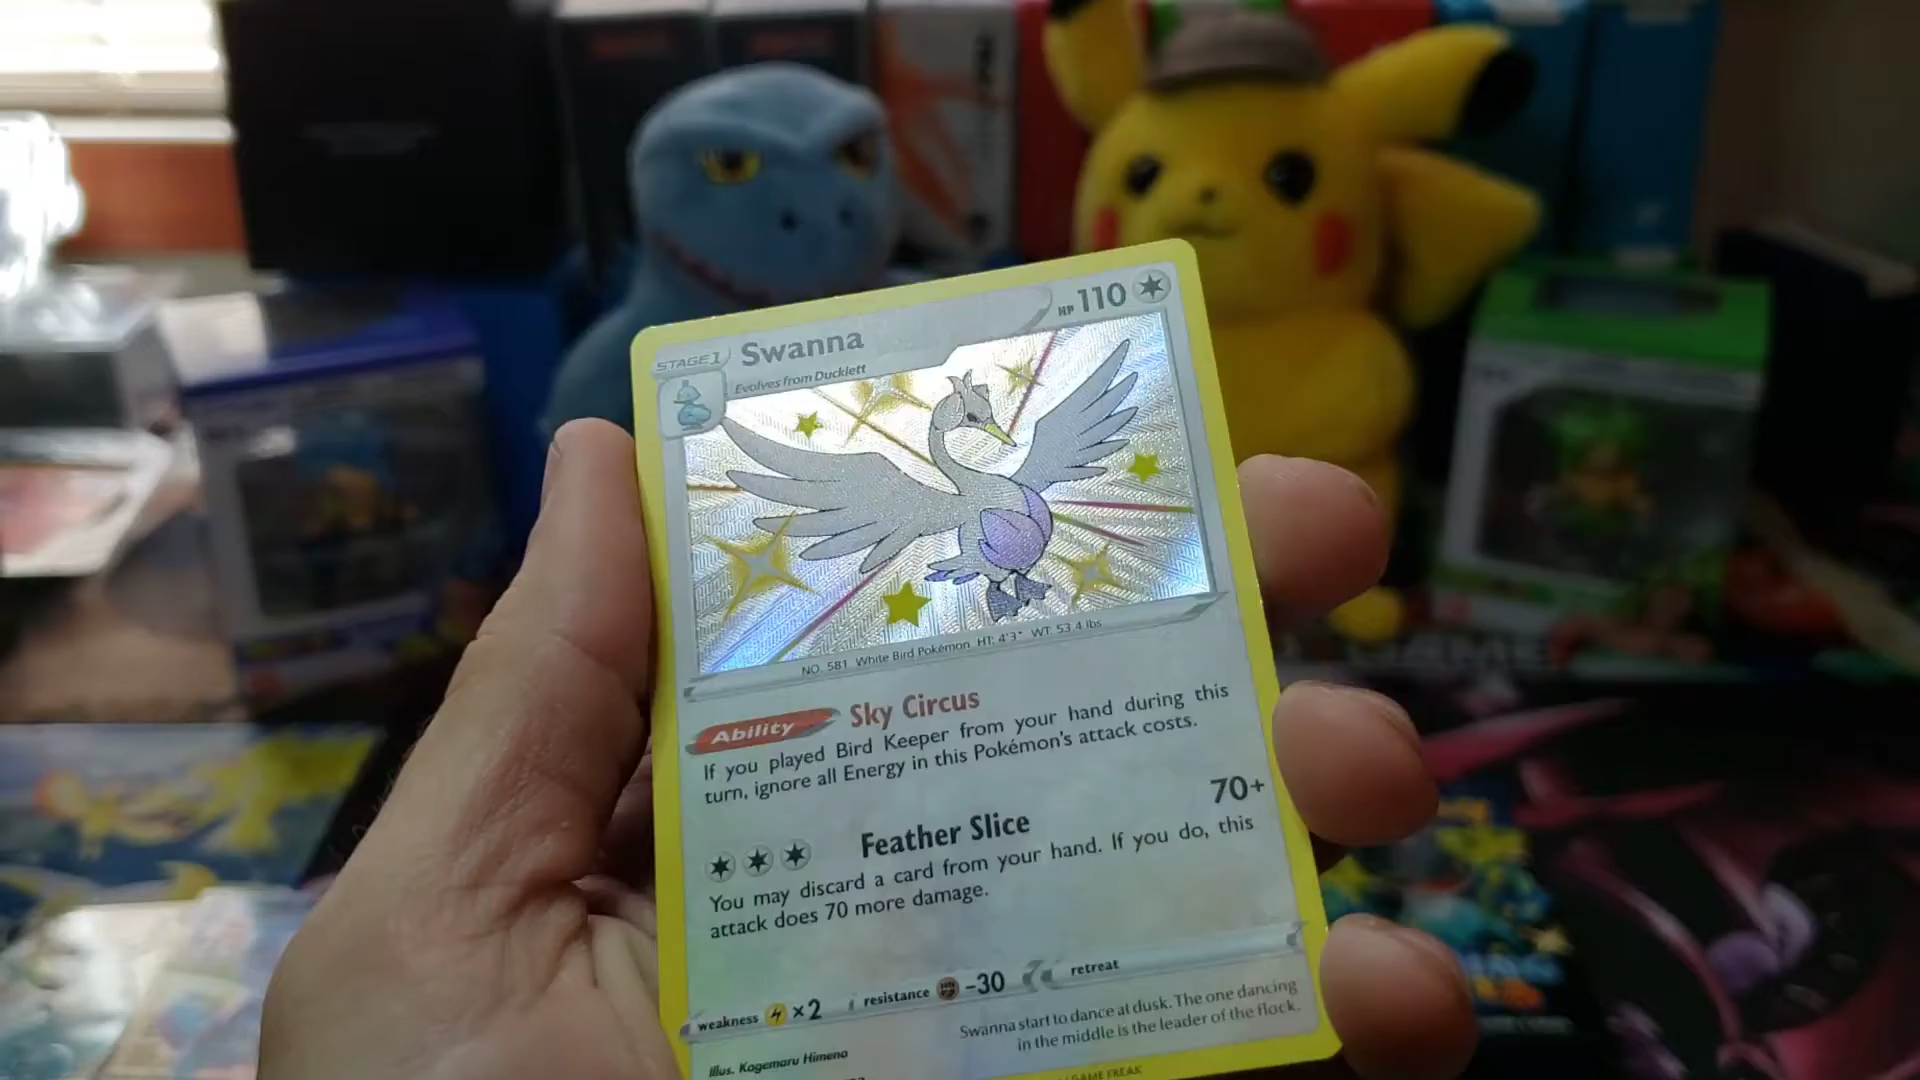 STAGE 1
Swanna
HP 110
Evolves from Ducklett
NO. 581 White Bird Pokémon HT: 4'3" WT: 53.4 lbs
Ability Sky Circus
If you played Bird Keeper from your hand during this
turn, ignore all Energy in this Pokémon's attack costs.
Feather Slice 70+
You may discard a card from your hand. If you do, this
attack does 70 more damage.
weakness ×2 resistance -30 retreat
Swanna start to dance at dusk. The one dancing
in the middle is the leader of the flock.
Illus. Kagemaru Himeno
GAME FREAK
GAME